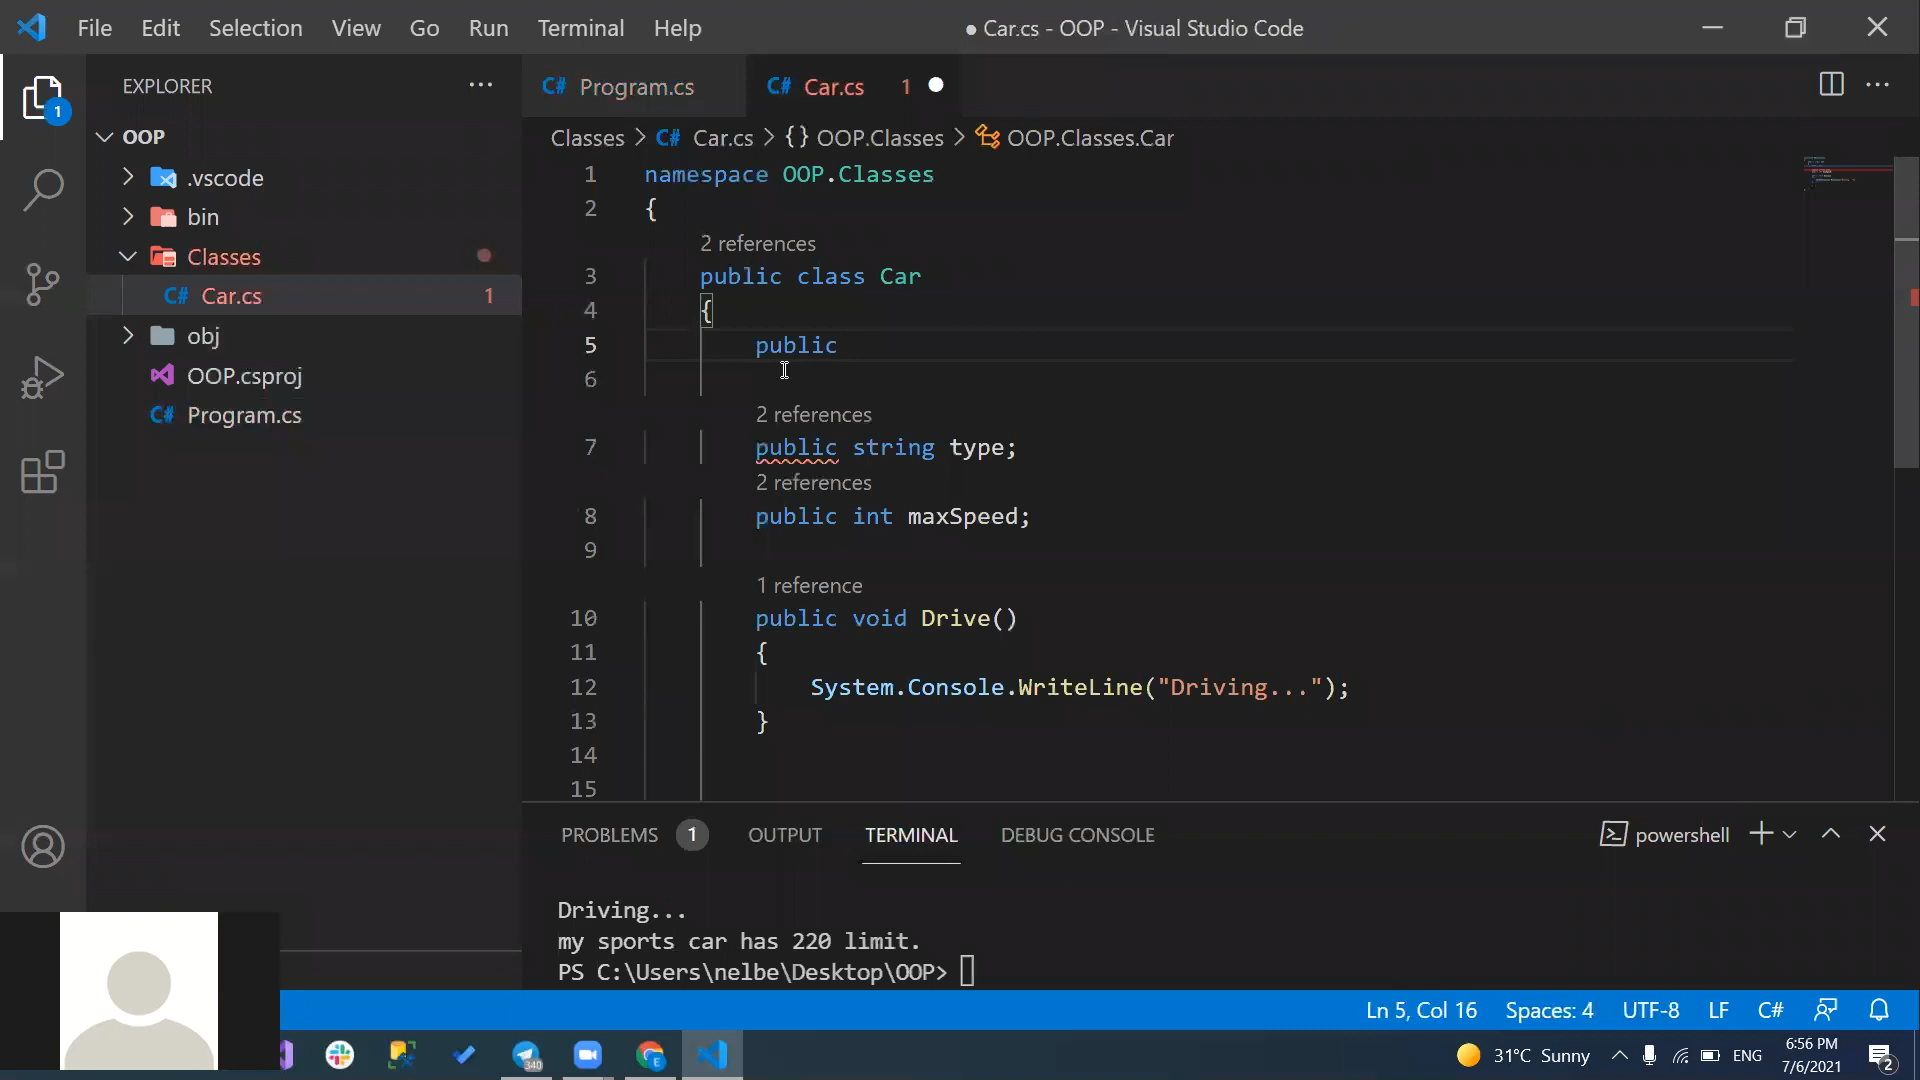 File Edit Selection View Go Run Terminal Help
● Car.cs - OOP - Visual Studio Code
1
EXPLORER
OOP
.vscode
bin
Classes
C# Car.cs 1
obj
OOP.csproj
C# Program.cs
C# Program.cs
C# Car.cs 1
Classes > C# Car.cs > {} OOP.Classes > OOP.Classes.Car
1 namespace OOP.Classes
2 {
2 references
3 public class Car
4 {
5 public
6
2 references
7 public string type;
2 references
8 public int maxSpeed;
9
1 reference
10 public void Drive()
11 {
12 System.Console.WriteLine("Driving...");
13 }
14
15
PROBLEMS 1 OUTPUT TERMINAL DEBUG CONSOLE
powershell
Driving...
my sports car has 220 limit.
PS C:\Users\nelbe\Desktop\OOP>
Ln 5, Col 16 Spaces: 4 UTF-8 LF C#
340
31°C Sunny
ENG
6:56 PM
7/6/2021
2